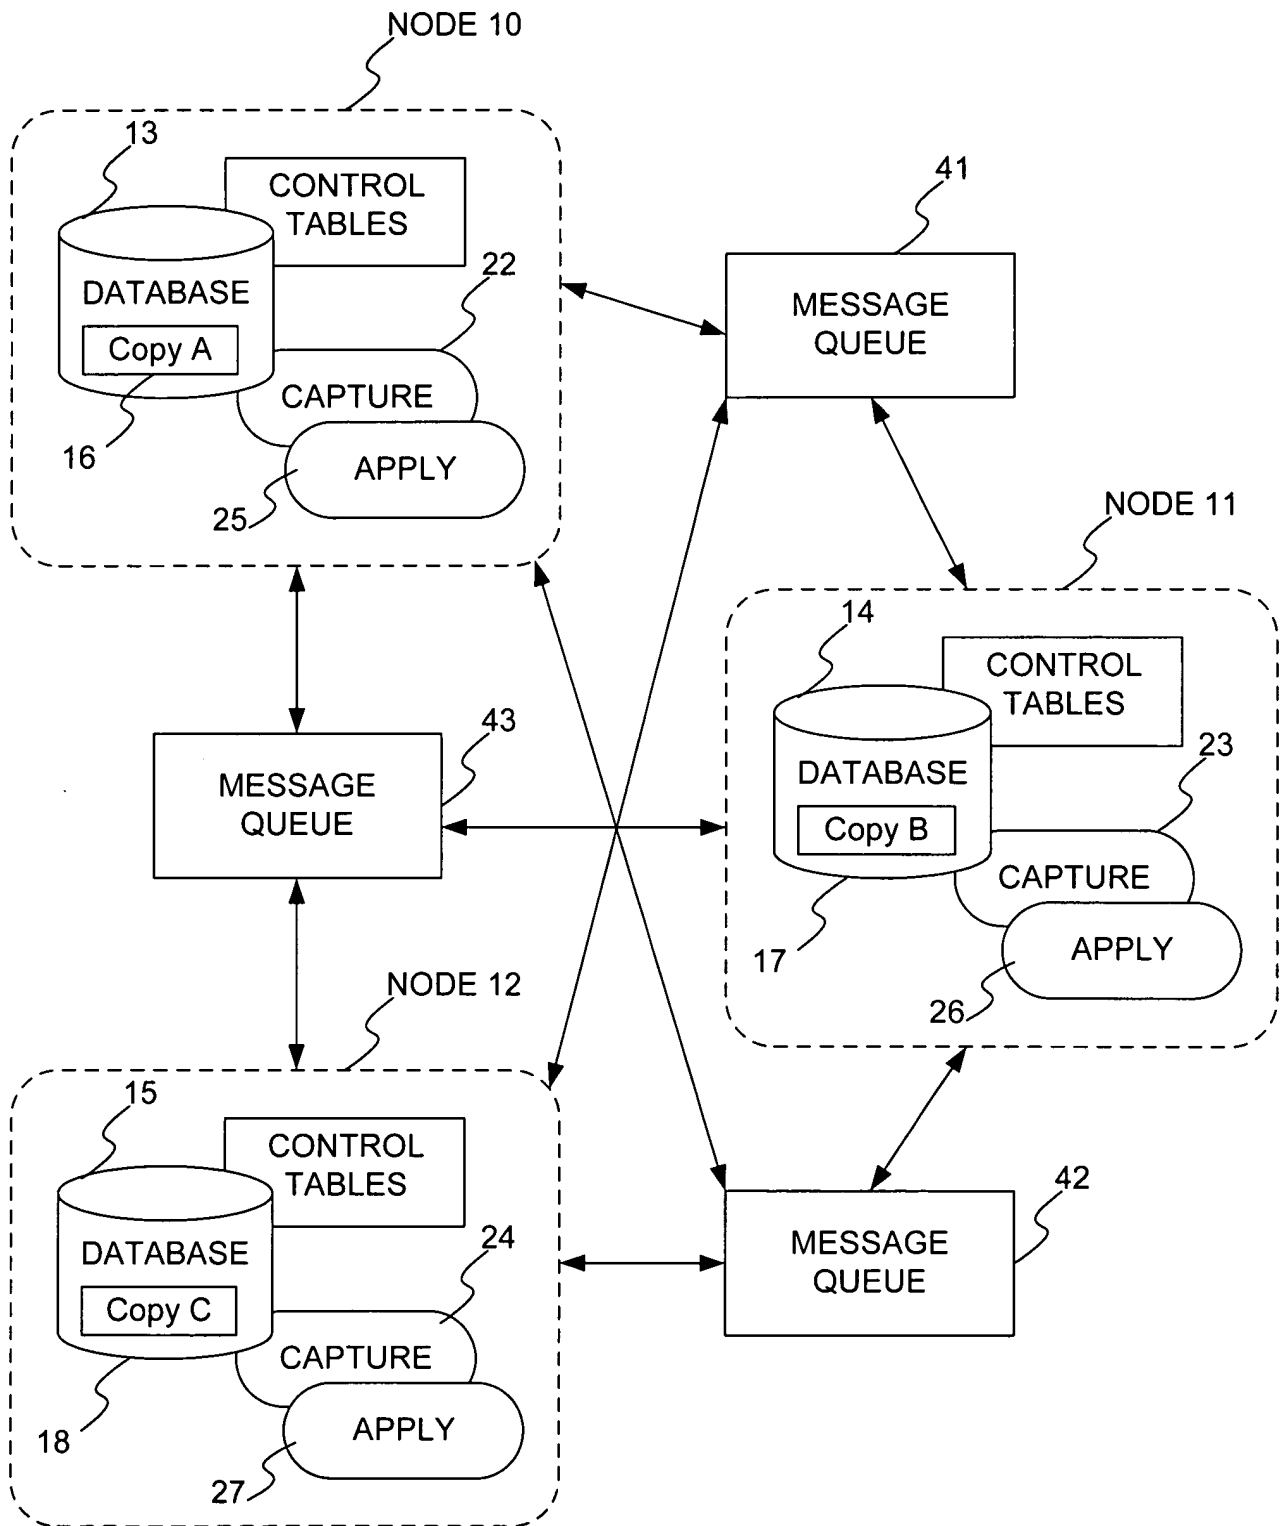 NODE 10
13
CONTROL
TABLES
DATABASE
Copy A
22
CAPTURE
16
APPLY
25
41
MESSAGE
QUEUE
NODE 11
14
CONTROL
TABLES
DATABASE
Copy B
23
CAPTURE
17
APPLY
26
43
MESSAGE
QUEUE
NODE 12
15
CONTROL
TABLES
DATABASE
Copy C
24
CAPTURE
18
APPLY
27
42
MESSAGE
QUEUE